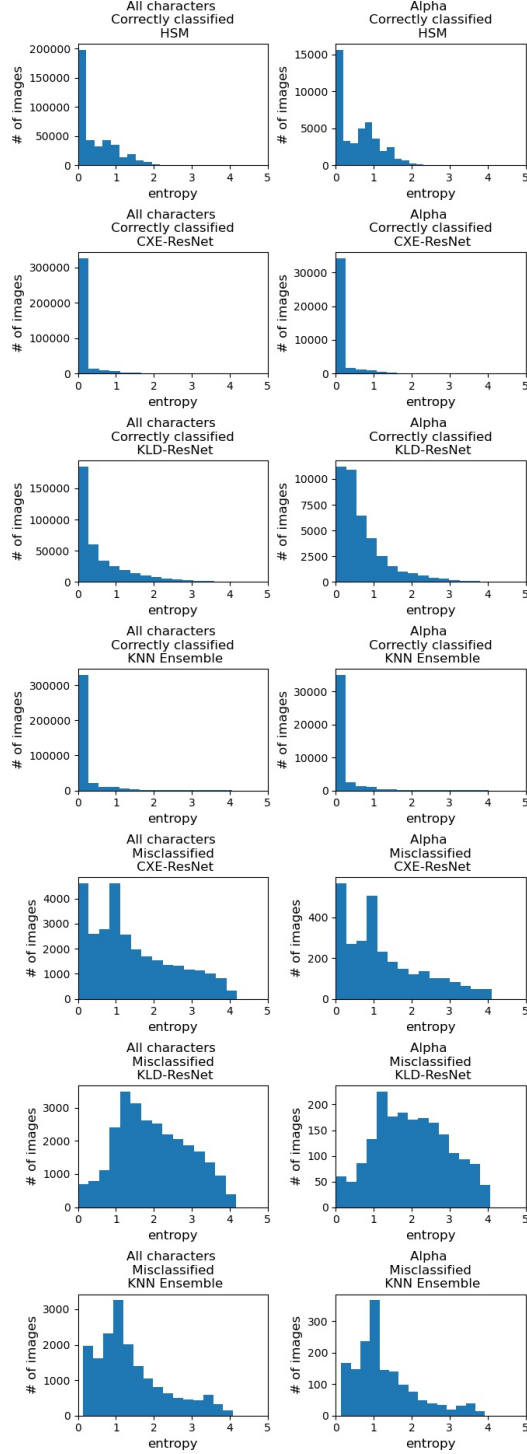 All characters
Correctly classified
HSM
200000
150000
100000
50000
0
# of images
0 1 2 3 4 5
entropy
Alpha
Correctly classified
HSM
15000
10000
5000
0
# of images
0 1 2 3 4 5
entropy
All characters
Correctly classified
CXE-ResNet
300000
200000
100000
0
# of images
0 1 2 3 4 5
entropy
Alpha
Correctly classified
CXE-ResNet
30000
20000
10000
0
# of images
0 1 2 3 4 5
entropy
All characters
Correctly classified
KLD-ResNet
150000
100000
50000
0
# of images
0 1 2 3 4 5
entropy
Alpha
Correctly classified
KLD-ResNet
10000
7500
5000
2500
0
# of images
0 1 2 3 4 5
entropy
All characters
Correctly classified
KNN Ensemble
300000
200000
100000
0
# of images
0 1 2 3 4 5
entropy
Alpha
Correctly classified
KNN Ensemble
30000
20000
10000
0
# of images
0 1 2 3 4 5
entropy
All characters
Misclassified
CXE-ResNet
4000
3000
2000
1000
0
# of images
0 1 2 3 4 5
entropy
Alpha
Misclassified
CXE-ResNet
400
200
0
# of images
0 1 2 3 4 5
entropy
All characters
Misclassified
KLD-ResNet
3000
2000
1000
0
# of images
0 1 2 3 4 5
entropy
Alpha
Misclassified
KLD-ResNet
200
150
100
50
0
# of images
0 1 2 3 4 5
entropy
All characters
Misclassified
KNN Ensemble
3000
2000
1000
0
# of images
0 1 2 3 4 5
entropy
Alpha
Misclassified
KNN Ensemble
300
200
100
0
# of images
0 1 2 3 4 5
entropy